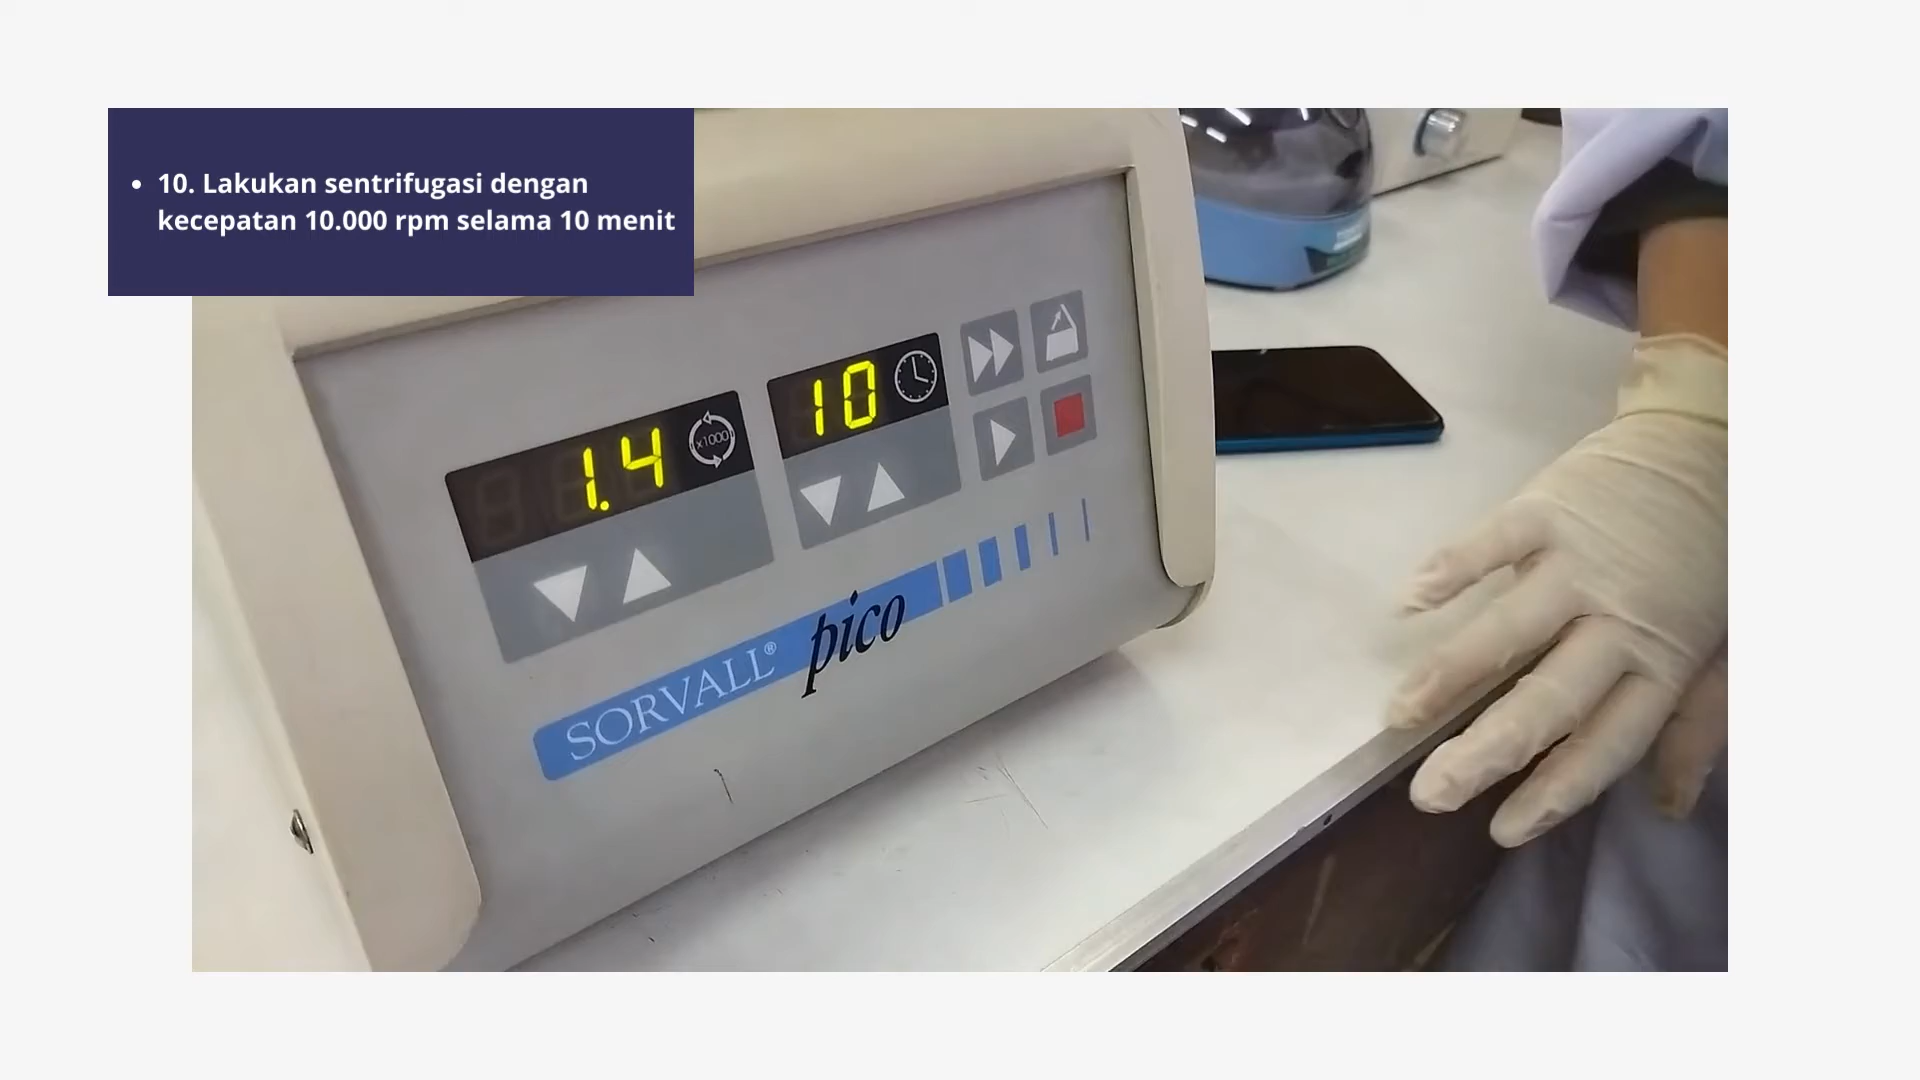 10. Lakukan sentrifugasi dengan
kecepatan 10.000 rpm selama 10 menit
1.4 x1000
10
SORVALL® pico